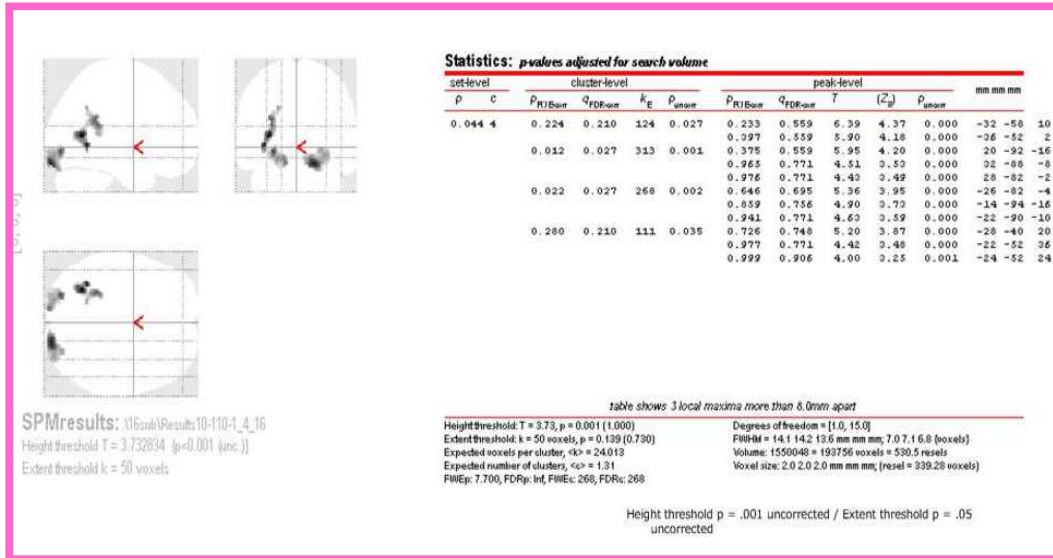 Statistics: p-values adjusted for search volume
set-level cluster-level peak-level mm mm mm
p c pFWE-corr qFDR-corr kE puncorr pFWE-corr qFDR-corr T (Z≡) puncorr
0.044 4 0.224 0.210 124 0.027 0.233 0.559 6.39 4.37 0.000 -32 -58 10
0.397 0.559 5.90 4.18 0.000 -36 -52 2
0.012 0.027 313 0.001 0.375 0.559 5.95 4.20 0.000 20 -92 -16
0.965 0.771 4.51 3.53 0.000 32 -88 -8
0.976 0.771 4.43 3.49 0.000 28 -82 -2
0.022 0.027 268 0.002 0.646 0.695 5.36 3.95 0.000 -26 -82 -4
0.859 0.756 4.90 3.73 0.000 -14 -94 -16
0.941 0.771 4.63 3.59 0.000 -22 -90 -10
0.280 0.210 111 0.035 0.726 0.748 5.20 3.87 0.000 -28 -40 20
0.977 0.771 4.42 3.48 0.000 -22 -52 36
0.999 0.906 4.00 3.25 0.001 -24 -52 24
table shows 3 local maxima more than 8.0mm apart
SPMresults: .\16sub\Results10-110-1_4_16
Height threshold T = 3.732834 {p<0.001 (unc.)}
Extent threshold k = 50 voxels
Height threshold: T = 3.73, p = 0.001 (1.000)
Extent threshold: k = 50 voxels, p = 0.139 (0.730)
Expected voxels per cluster, <k> = 24.013
Expected number of clusters, <c> = 1.31
FWEp: 7.700, FDRp: Inf, FWEc: 268, FDRc: 268
Degrees of freedom = [1.0, 15.0]
FWHM = 14.1 14.2 13.6 mm mm mm; 7.0 7.1 6.8 {voxels}
Volume: 1550048 = 193756 voxels = 530.5 resels
Voxel size: 2.0 2.0 2.0 mm mm mm; (resel = 339.28 voxels)
Height threshold p = .001 uncorrected / Extent threshold p = .05
uncorrected